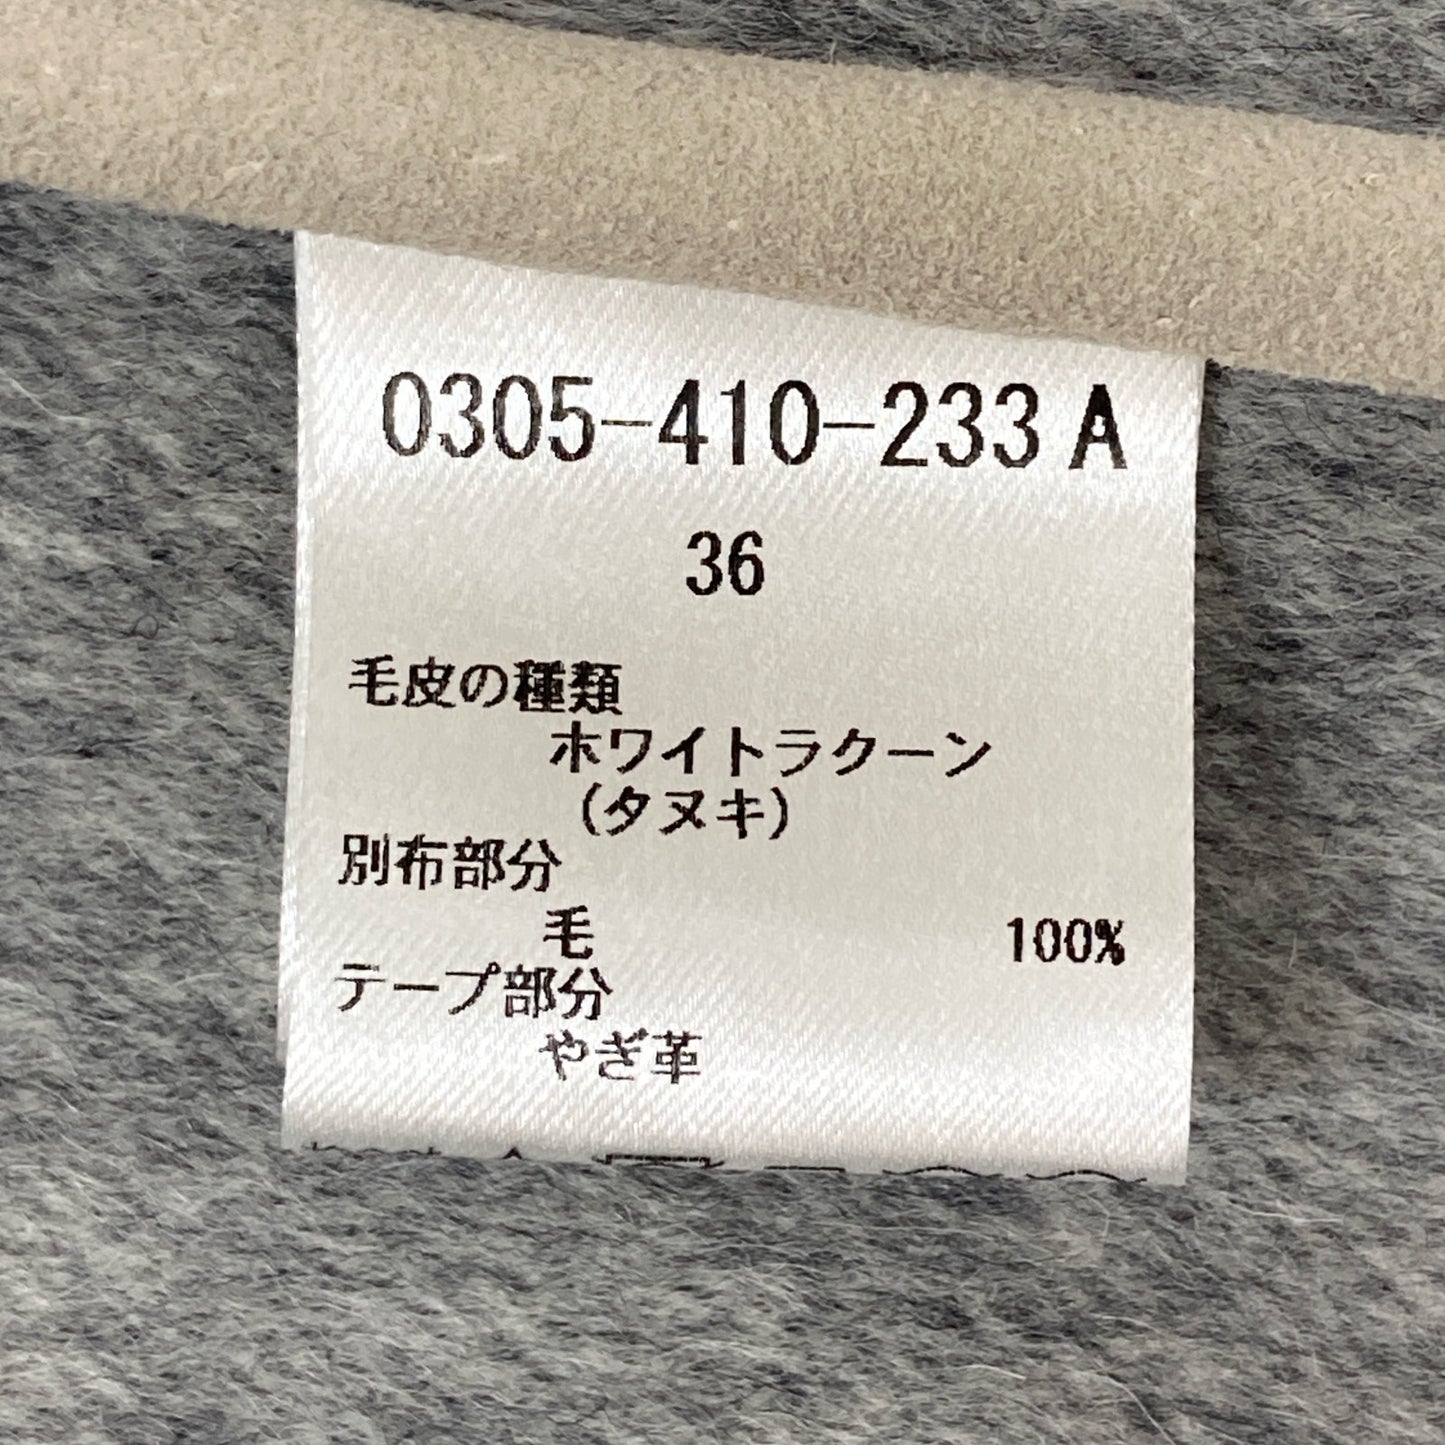 0305-410-233 A
36
毛皮の種類
ホワイトラクーン
(タヌキ)
別布部分
毛 100%
テープ部分
やぎ革